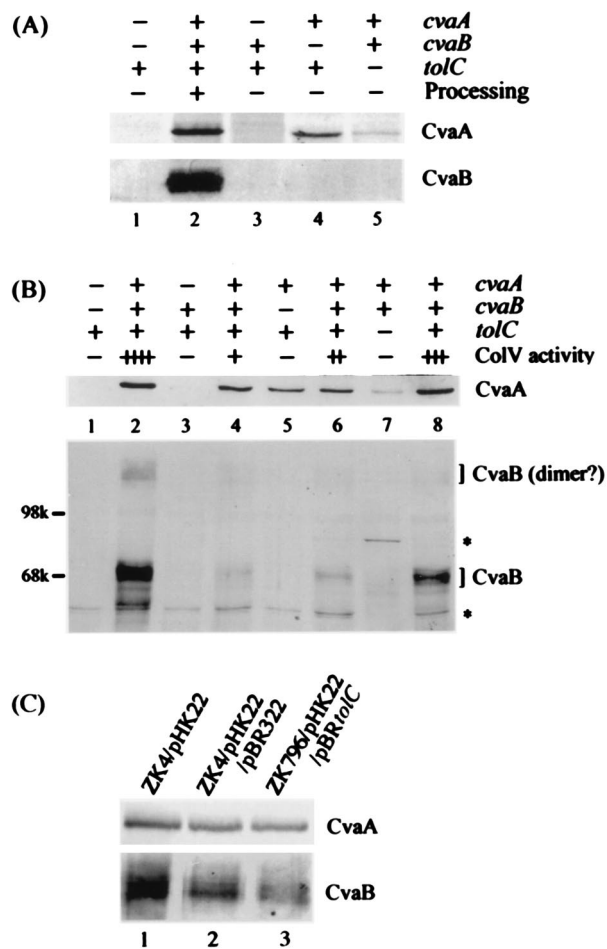 (A)
− + − + + cvaA
− + + − + cvaB
+ + + + − tolC
− + − − − Processing
CvaA
CvaB
1 2 3 4 5
(B)
− + − + + + + + cvaA
− + + + − + + + cvaB
+ + + + + + − + tolC
− ++++ − + − ++ − +++ ColV activity
CvaA
1 2 3 4 5 6 7 8
] CvaB (dimer?)
98k
*
68k
] CvaB
*
(C)
ZK4/pHK22
ZK4/pHK22
/pBR322
ZK796/pHK22
/pBRtolC
CvaA
CvaB
1 2 3